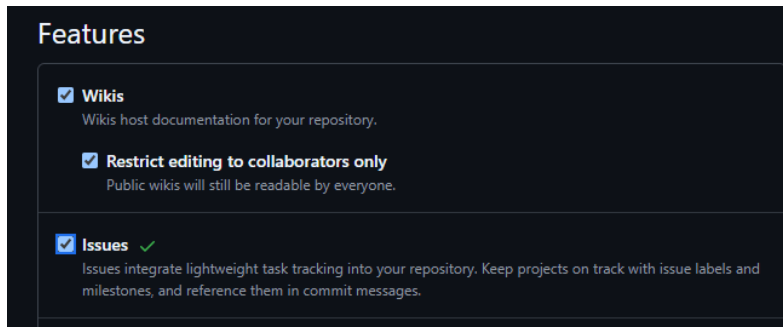 Features
Wikis
Wikis host documentation for your repository.
Restrict editing to collaborators only
Public wikis will still be readable by everyone.
Issues
Issues integrate lightweight task tracking into your repository. Keep projects on track with issue labels and
milestones, and reference them in commit messages.